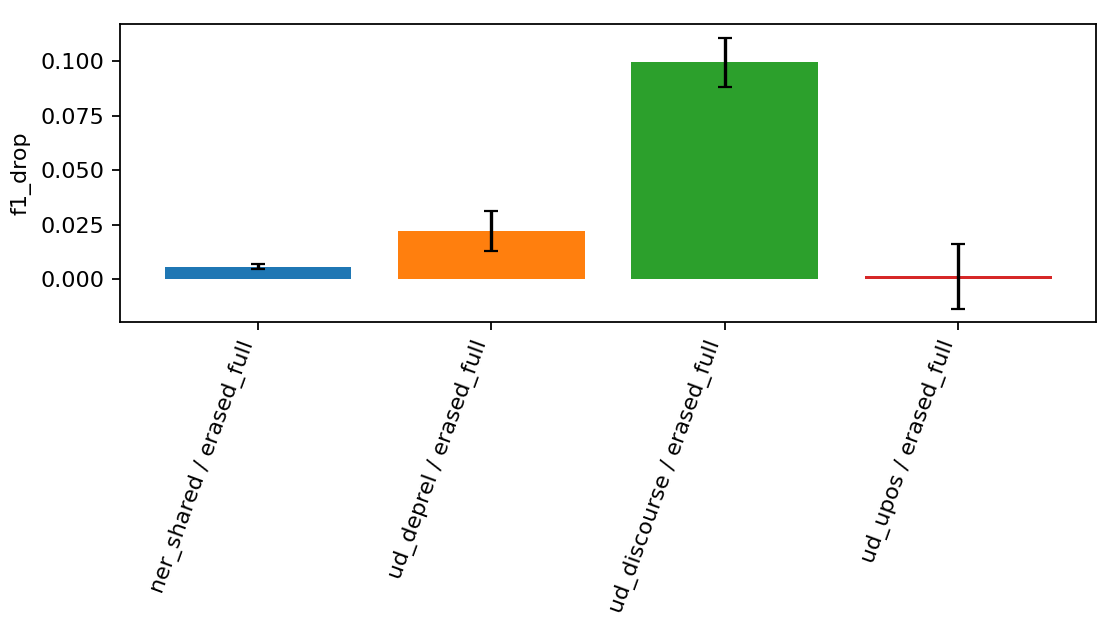 f1_drop
0.100
0.075
0.050
0.025
0.000
ner_shared / erased_full
ud_deprel / erased_full
ud_discourse / erased_full
ud_upos / erased_full